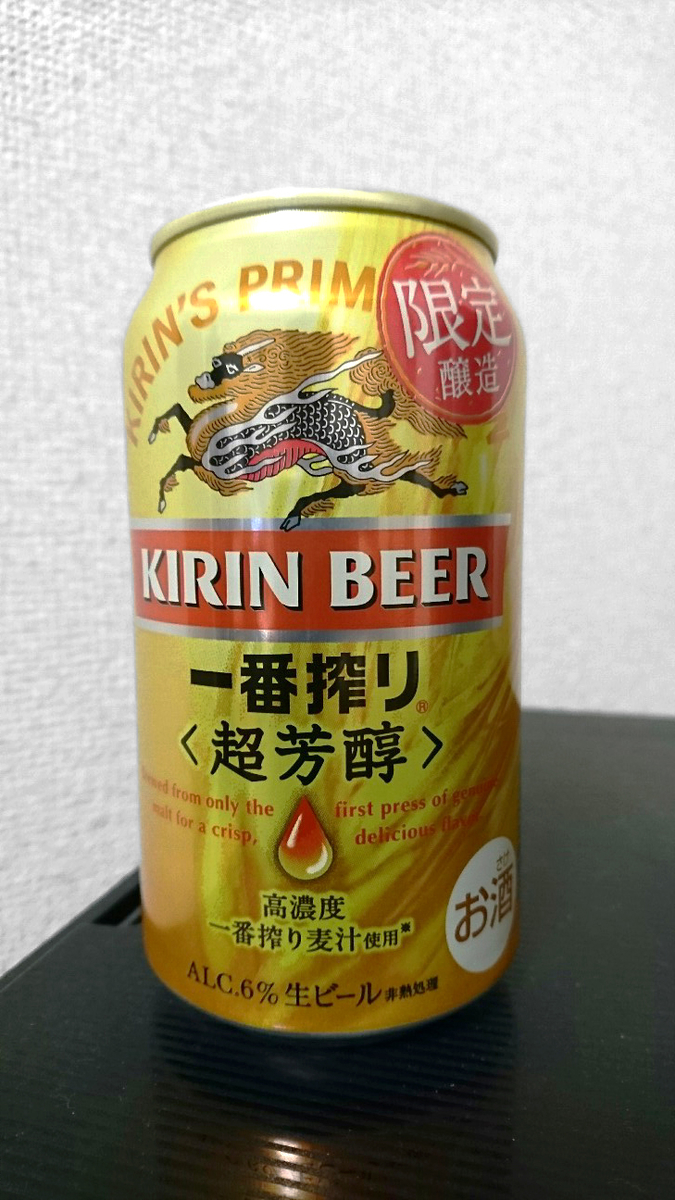 KIRIN'S PRIM
限定
醸造
KIRIN BEER
一番搾り®
〈超芳醇〉
from only the
malt for a crisp,
first press of
delicious
高濃度
一番搾り麦汁使用※
さけ
お酒
ALC.6% 生ビール 非熱処理